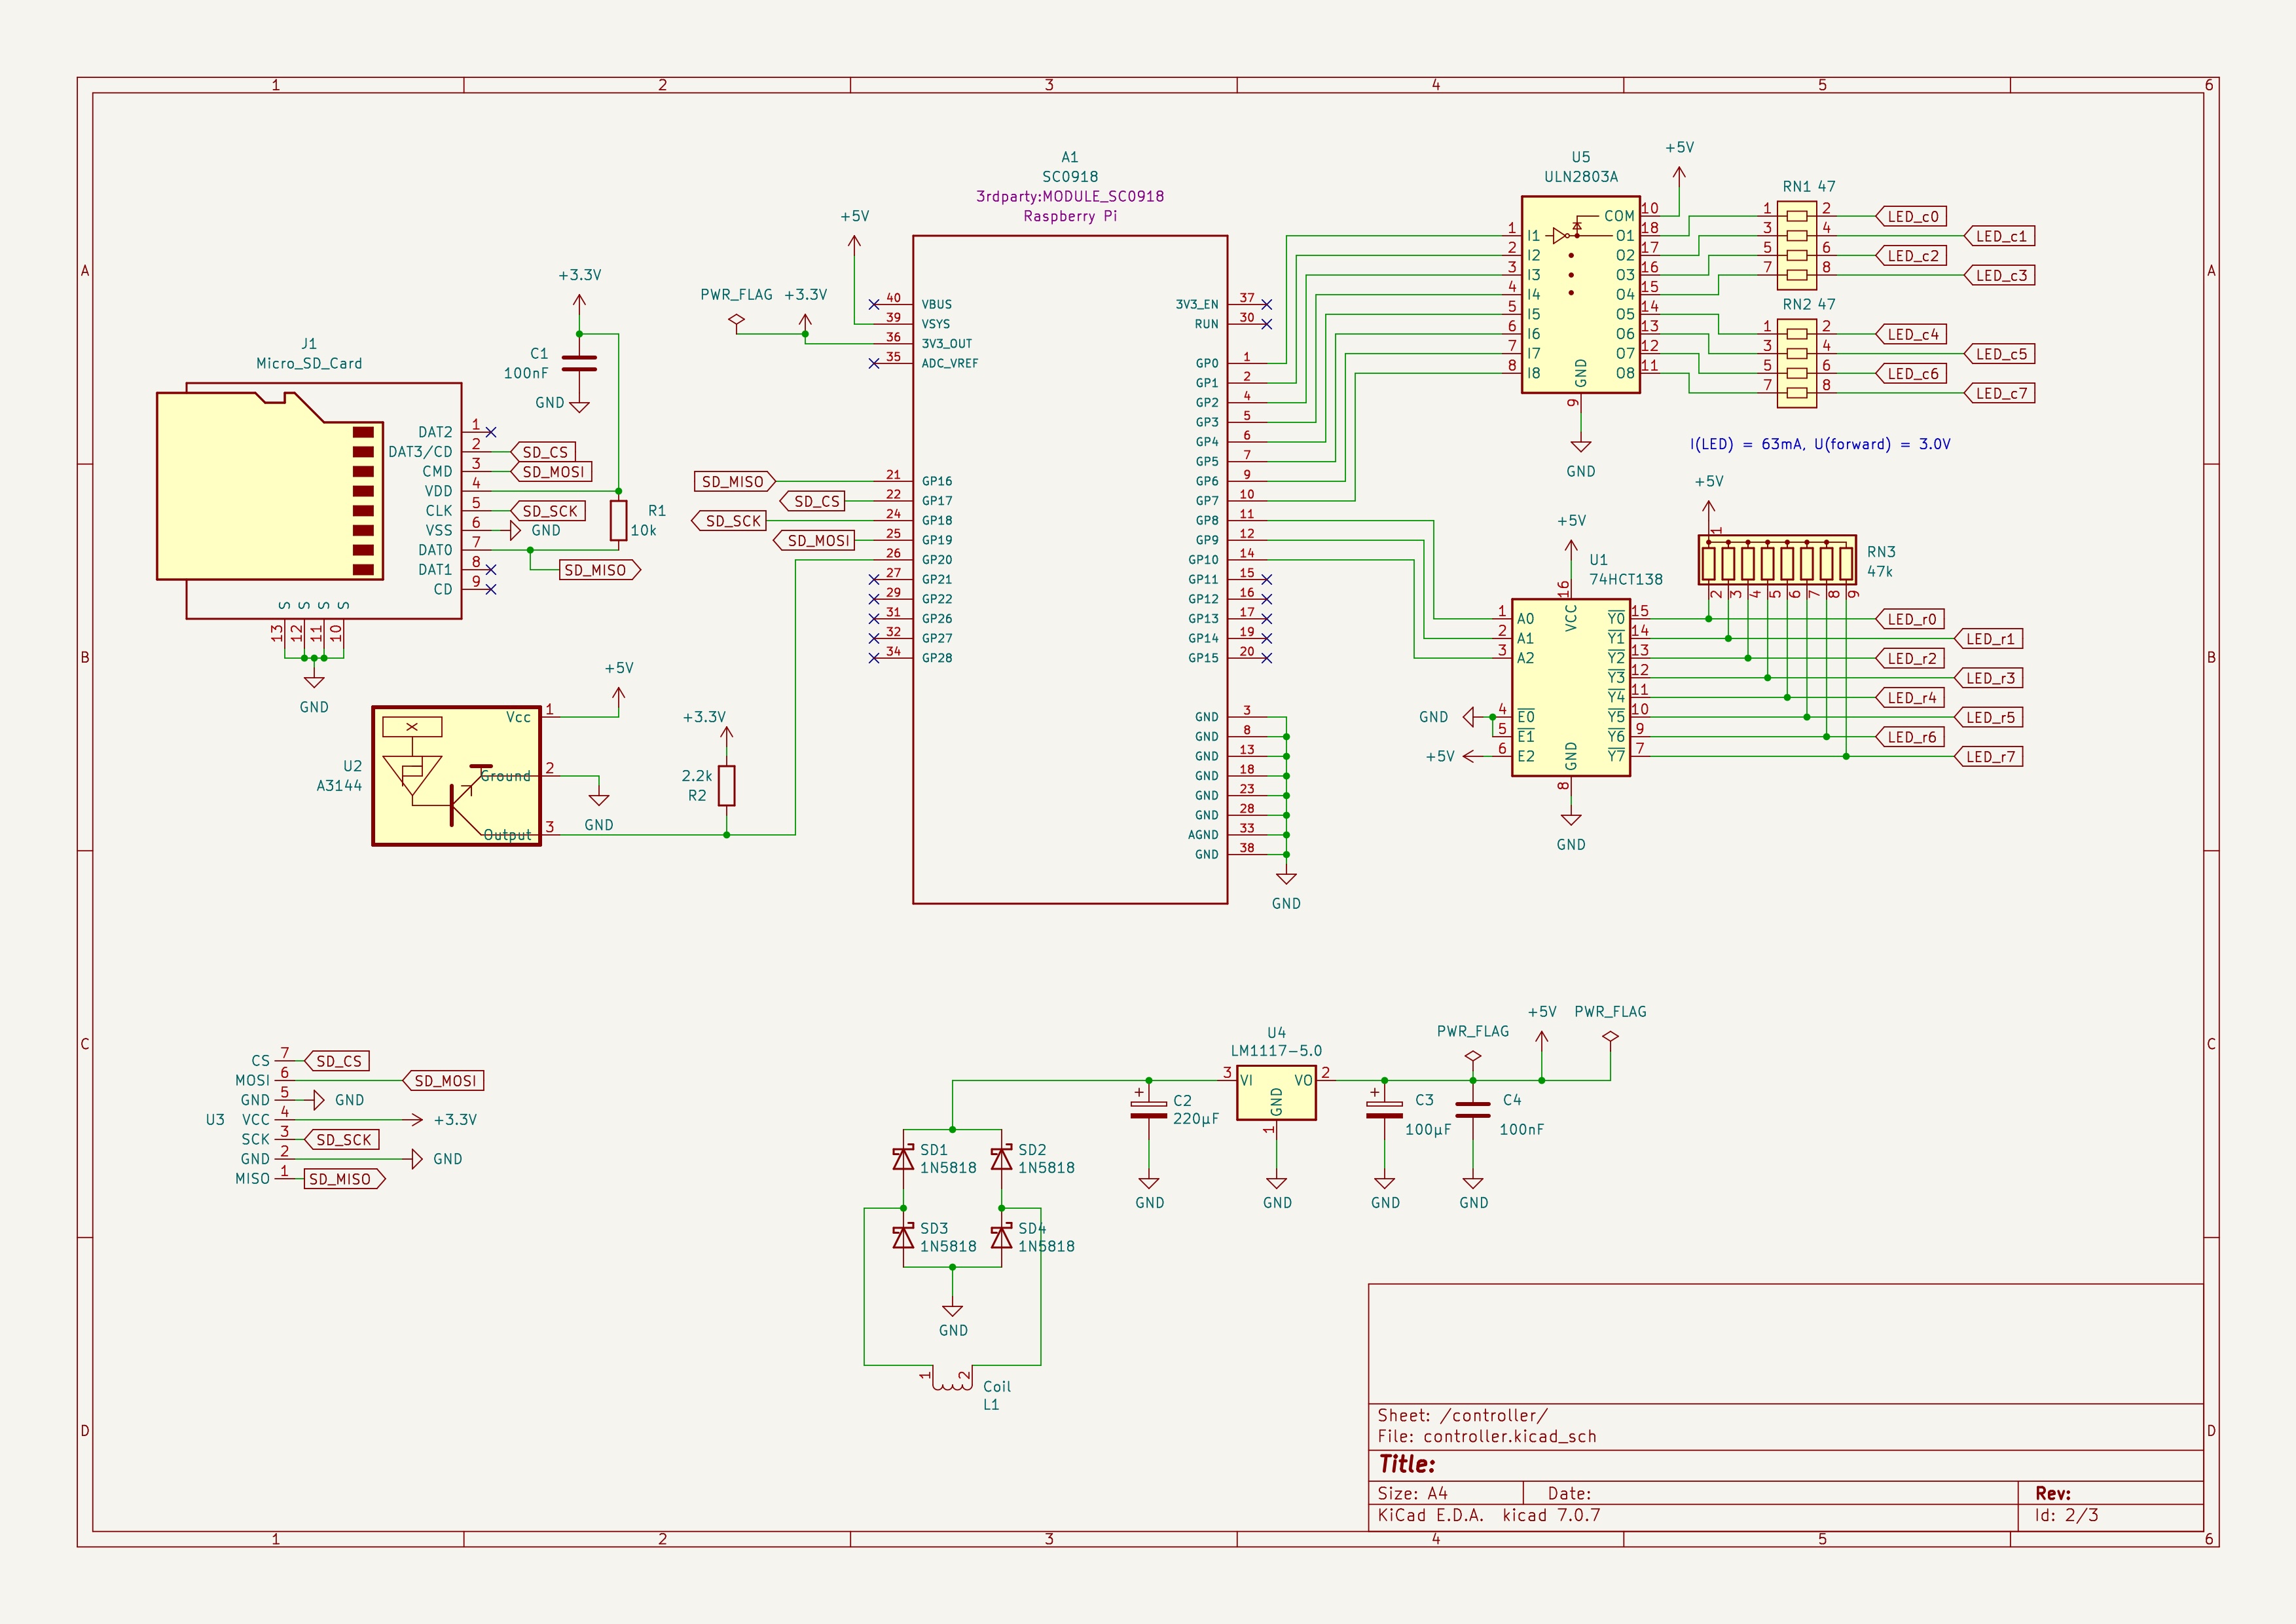 1 2 3 4 5 6
A
B
C
D
J1
Micro_SD_Card
DAT2 1
DAT3/CD 2 SD_CS
CMD 3 SD_MOSI
VDD 4
CLK 5 SD_SCK
VSS 6 GND
DAT0 7
DAT1 8 SD_MISO
CD 9
S S S S
13 12 11 10
GND
+3.3V
C1
100nF
GND
R1
10k
U2
A3144
Vcc 1
Ground 2
Output 3
+5V
GND
+3.3V
2.2k
R2
A1
SC0918
3rdparty:MODULE_SC0918
Raspberry Pi
+5V
PWR_FLAG +3.3V
40 VBUS
39 VSYS
36 3V3_OUT
35 ADC_VREF
SD_MISO 21 GP16
SD_CS 22 GP17
SD_SCK 24 GP18
SD_MOSI 25 GP19
26 GP20
27 GP21
29 GP22
31 GP26
32 GP27
34 GP28
3V3_EN 37
RUN 30
GP0 1
GP1 2
GP2 4
GP3 5
GP4 6
GP5 7
GP6 9
GP7 10
GP8 11
GP9 12
GP10 14
GP11 15
GP12 16
GP13 17
GP14 19
GP15 20
GND 3
GND 8
GND 13
GND 18
GND 23
GND 28
AGND 33
GND 38
GND
U5
ULN2803A
+5V
COM 10
1 I1 O1 18
2 I2 O2 17
3 I3 O3 16
4 I4 O4 15
5 I5 O5 14
6 I6 O6 13
7 I7 O7 12
8 I8 O8 11
GND
9
GND
RN1 47
1 2 LED_c0
3 4 LED_c1
5 6 LED_c2
7 8 LED_c3
RN2 47
1 2 LED_c4
3 4 LED_c5
5 6 LED_c6
7 8 LED_c7
I(LED) = 63mA, U(forward) = 3.0V
+5V
1
RN3
47k
2 3 4 5 6 7 8 9
+5V
U1
74HCT138
16
VCC
1 A0 Y0 15 LED_r0
2 A1 Y1 14 LED_r1
3 A2 Y2 13 LED_r2
Y3 12 LED_r3
Y4 11 LED_r4
GND 4 E0 Y5 10 LED_r5
5 E1 Y6 9 LED_r6
+5V 6 E2 Y7 7 LED_r7
GND
8
GND
U3
CS 7 SD_CS
MOSI 6 SD_MOSI
GND 5 GND
VCC 4 +3.3V
SCK 3 SD_SCK
GND 2 GND
MISO 1 SD_MISO
SD1
1N5818
SD2
1N5818
SD3
1N5818
SD4
1N5818
GND
1 2
Coil
L1
C2
220µF
GND
U4
LM1117-5.0
3 VI VO 2
GND
1
GND
C3
100µF
GND
PWR_FLAG
C4
100nF
GND
+5V
PWR_FLAG
Sheet: /controller/
File: controller.kicad_sch
Title:
Size: A4 Date: Rev:
KiCad E.D.A. kicad 7.0.7 Id: 2/3
A
B
C
D
1 2 3 4 5 6